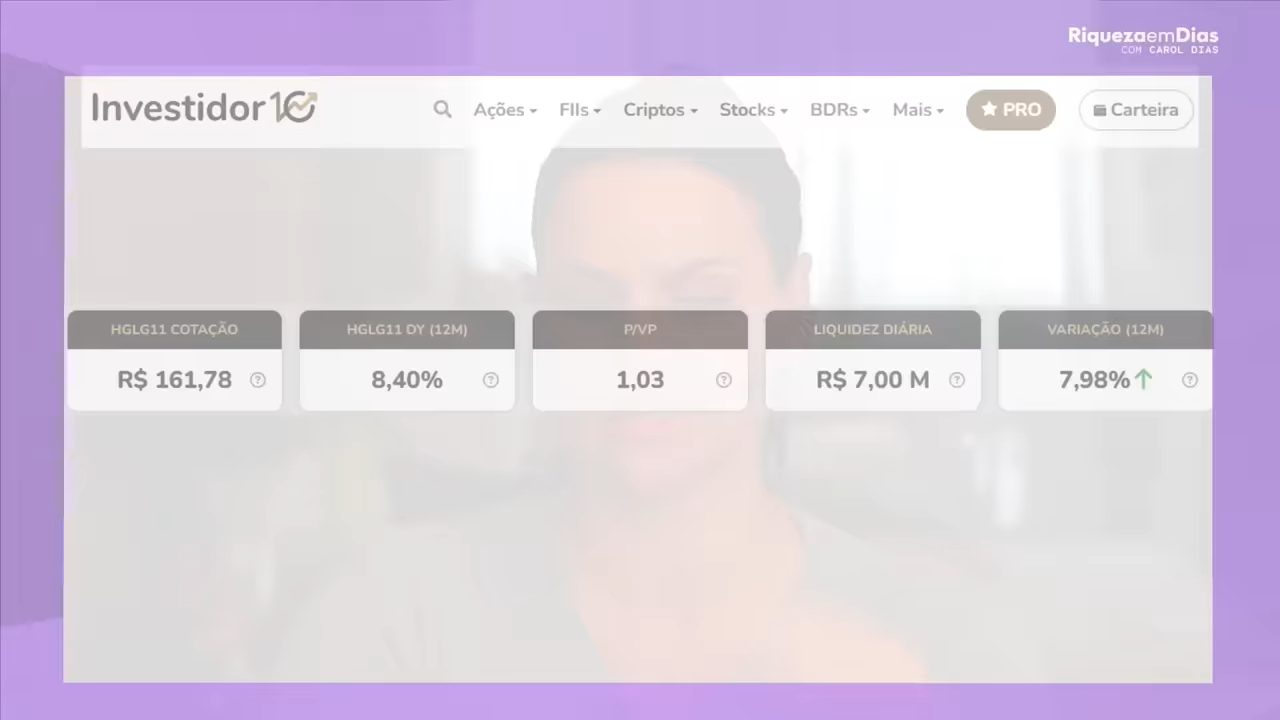 RiquezaemDias
COM CAROL DIAS
Investidor10
Ações FIIs Criptos Stocks BDRs Mais PRO Carteira
HGLG11 COTAÇÃO HGLG11 DY (12M) P/VP LIQUIDEZ DIÁRIA VARIAÇÃO (12M)
R$ 161,78 8,40% 1,03 R$ 7,00 M 7,98%